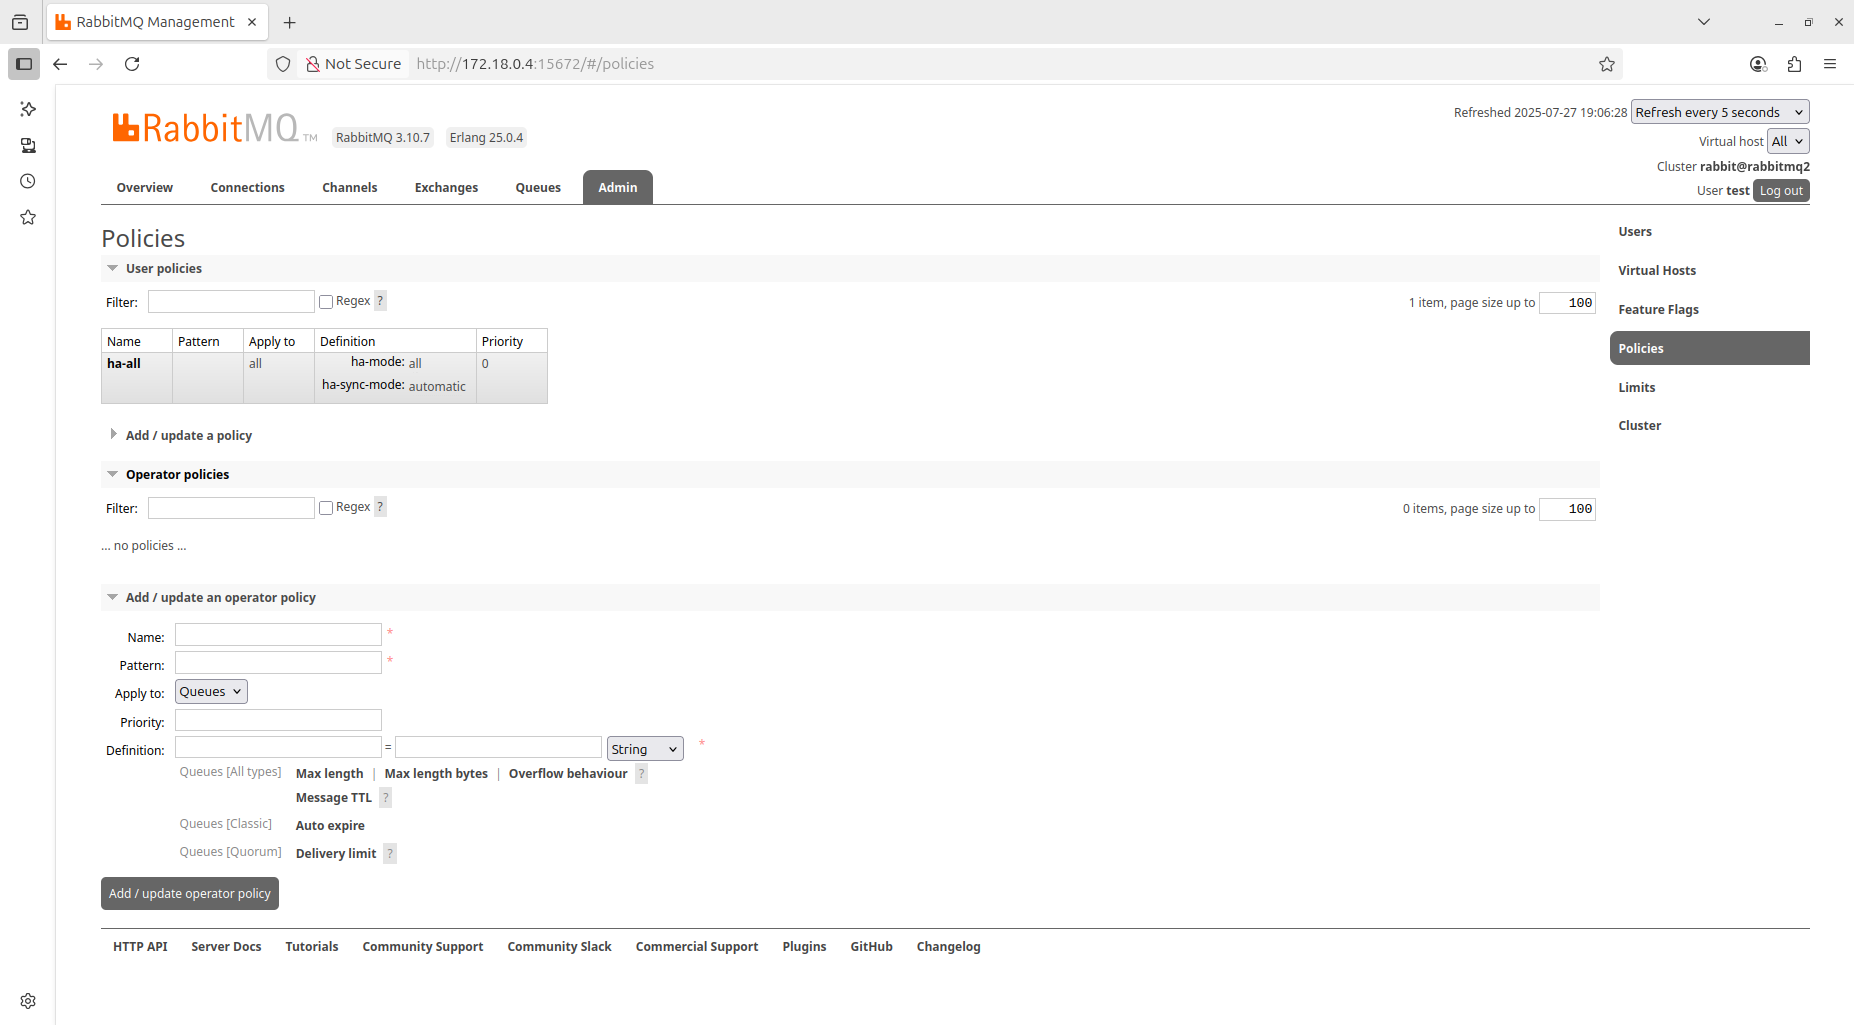 RabbitMQ Management
Not Secure http://172.18.0.4:15672/#/policies
RabbitMQ TM RabbitMQ 3.10.7 Erlang 25.0.4
Refreshed 2025-07-27 19:06:28 Refresh every 5 seconds
Virtual host All
Cluster rabbit@rabbitmq2
User test Log out
Overview Connections Channels Exchanges Queues Admin
Policies
User policies
Filter: Regex ? 1 item, page size up to 100
Name Pattern Apply to Definition Priority
ha-all all ha-mode: all 0
ha-sync-mode: automatic
Add / update a policy
Operator policies
Filter: Regex ? 0 items, page size up to 100
... no policies ...
Add / update an operator policy
Name: *
Pattern: *
Apply to: Queues
Priority:
Definition: = String *
Queues [All types] Max length | Max length bytes | Overflow behaviour ?
Message TTL ?
Queues [Classic] Auto expire
Queues [Quorum] Delivery limit ?
Add / update operator policy
Users
Virtual Hosts
Feature Flags
Policies
Limits
Cluster
HTTP API Server Docs Tutorials Community Support Community Slack Commercial Support Plugins GitHub Changelog